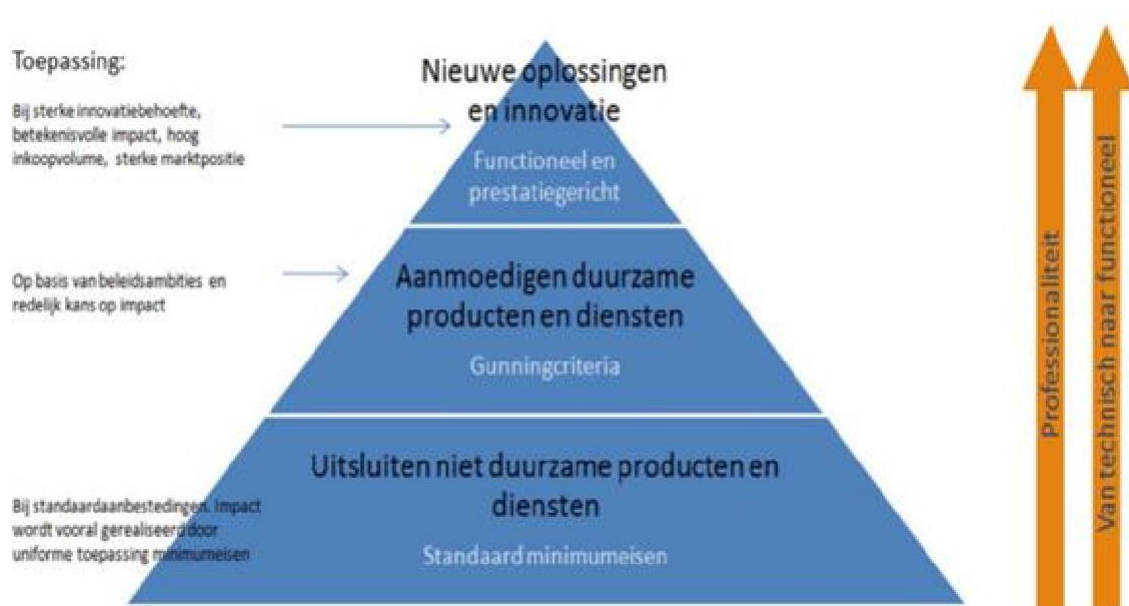 Toepassing:
Bij sterke innovatiebehoefte,
betekenisvolle impact, hoog
inkoopvolume, sterke marktpositie
Nieuwe oplossingen
en innovatie
Functioneel en
prestatiegericht
Op basis van beleidsambities en
redelijk kans op impact
Aanmoedigen duurzame
producten en diensten
Gunningcriteria
Bij standaardaanbestedingen. Impact
wordt vooral gerealiseerd door
uniforme toepassing minimumeisen
Uitsluiten niet duurzame producten en
diensten
Standaard minimumeisen
Professionaliteit
Van technisch naar functioneel